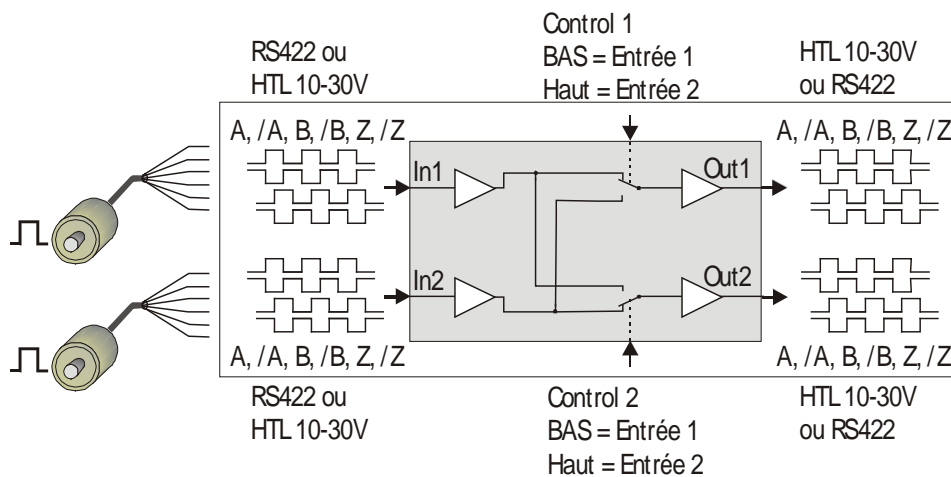 Control 1
BAS = Entrée 1
Haut = Entrée 2
RS422 ou
HTL 10-30V
HTL 10-30V
ou RS422
A, /A, B, /B, Z, /Z
A, /A, B, /B, Z, /Z
In1
Out1
In2
Out2
A, /A, B, /B, Z, /Z
A, /A, B, /B, Z, /Z
RS422 ou
HTL 10-30V
Control 2
BAS = Entrée 1
Haut = Entrée 2
HTL 10-30V
ou RS422